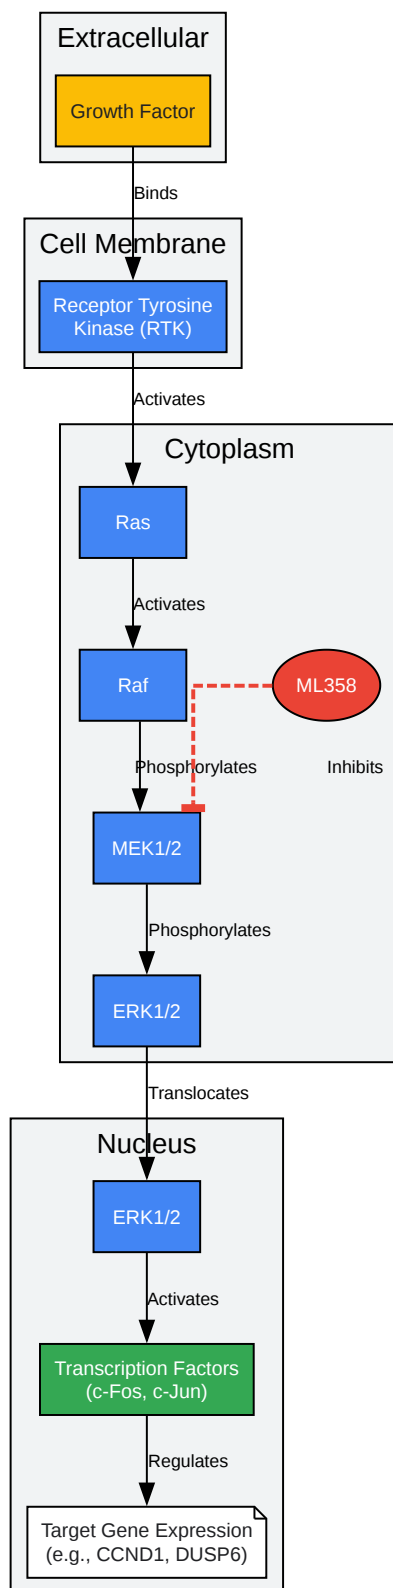 Extracellular
Growth Factor
Binds
Cell Membrane
Receptor Tyrosine
Kinase (RTK)
Activates
Cytoplasm
Ras
Activates
Raf
ML358
Phosphorylates
Inhibits
MEK1/2
Phosphorylates
ERK1/2
Translocates
Nucleus
ERK1/2
Activates
Transcription Factors
(c-Fos, c-Jun)
Regulates
Target Gene Expression
(e.g., CCND1, DUSP6)